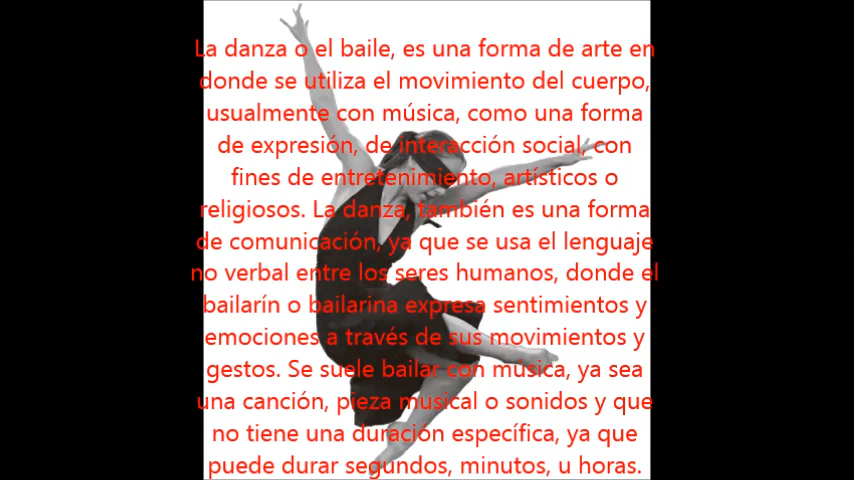 La danza o el baile, es una forma de arte en
donde se utiliza el movimiento del cuerpo,
usualmente con música, como una forma
de expresión, de interacción social, con
fines de entretenimiento, artísticos o
religiosos. La danza, también es una forma
de comunicación, ya que se usa el lenguaje
no verbal entre los seres humanos, donde el
bailarín o bailarina expresa sentimientos y
emociones a través de sus movimientos y
gestos. Se suele bailar con música, ya sea
una canción, pieza musical o sonidos y que
no tiene una duración específica, ya que
puede durar segundos, minutos, u horas.